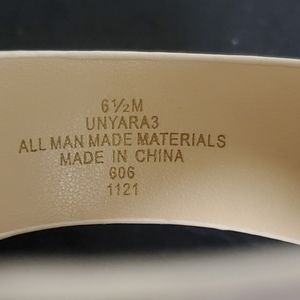 6½M
UNYARA3
ALL MAN MADE MATERIALS
MADE IN CHINA
606
1121